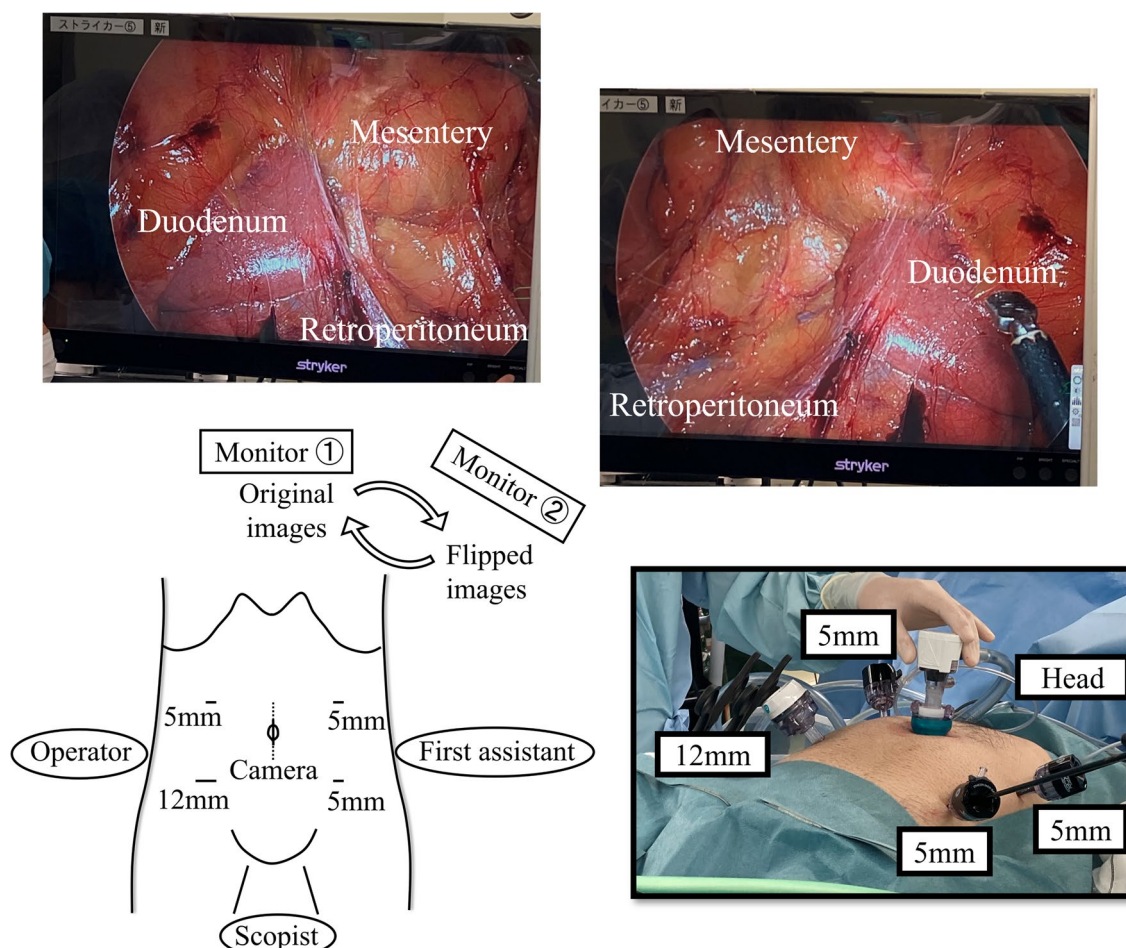 ストライカー⑤ 新
Mesentery
Duodenum
Retroperitoneum
stryker
イカー⑤ 新
Mesentery
Duodenum
Retroperitoneum
stryker
Monitor ①
Original
images
Monitor ②
Flipped
images
5mm
5mm
Operator
Camera
First assistant
12mm
5mm
Scopist
5mm
Head
12mm
5mm
5mm